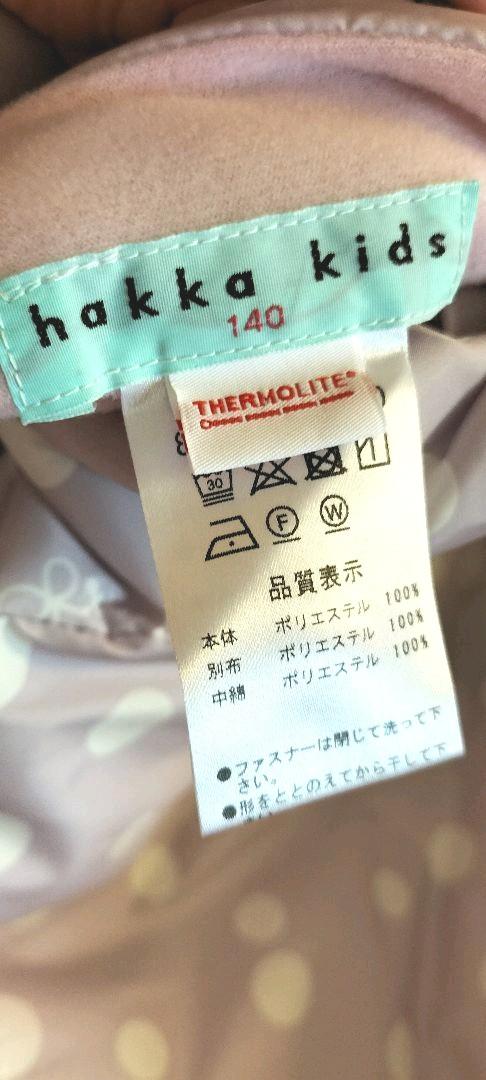 hakka kids
140
THERMOLITE®
30
F W
品質表示
本体 ポリエステル 100%
別布 ポリエステル 100%
中綿 ポリエステル 100%
●ファスナーは閉じて洗って下
さい。
●形をととのえてから干して下